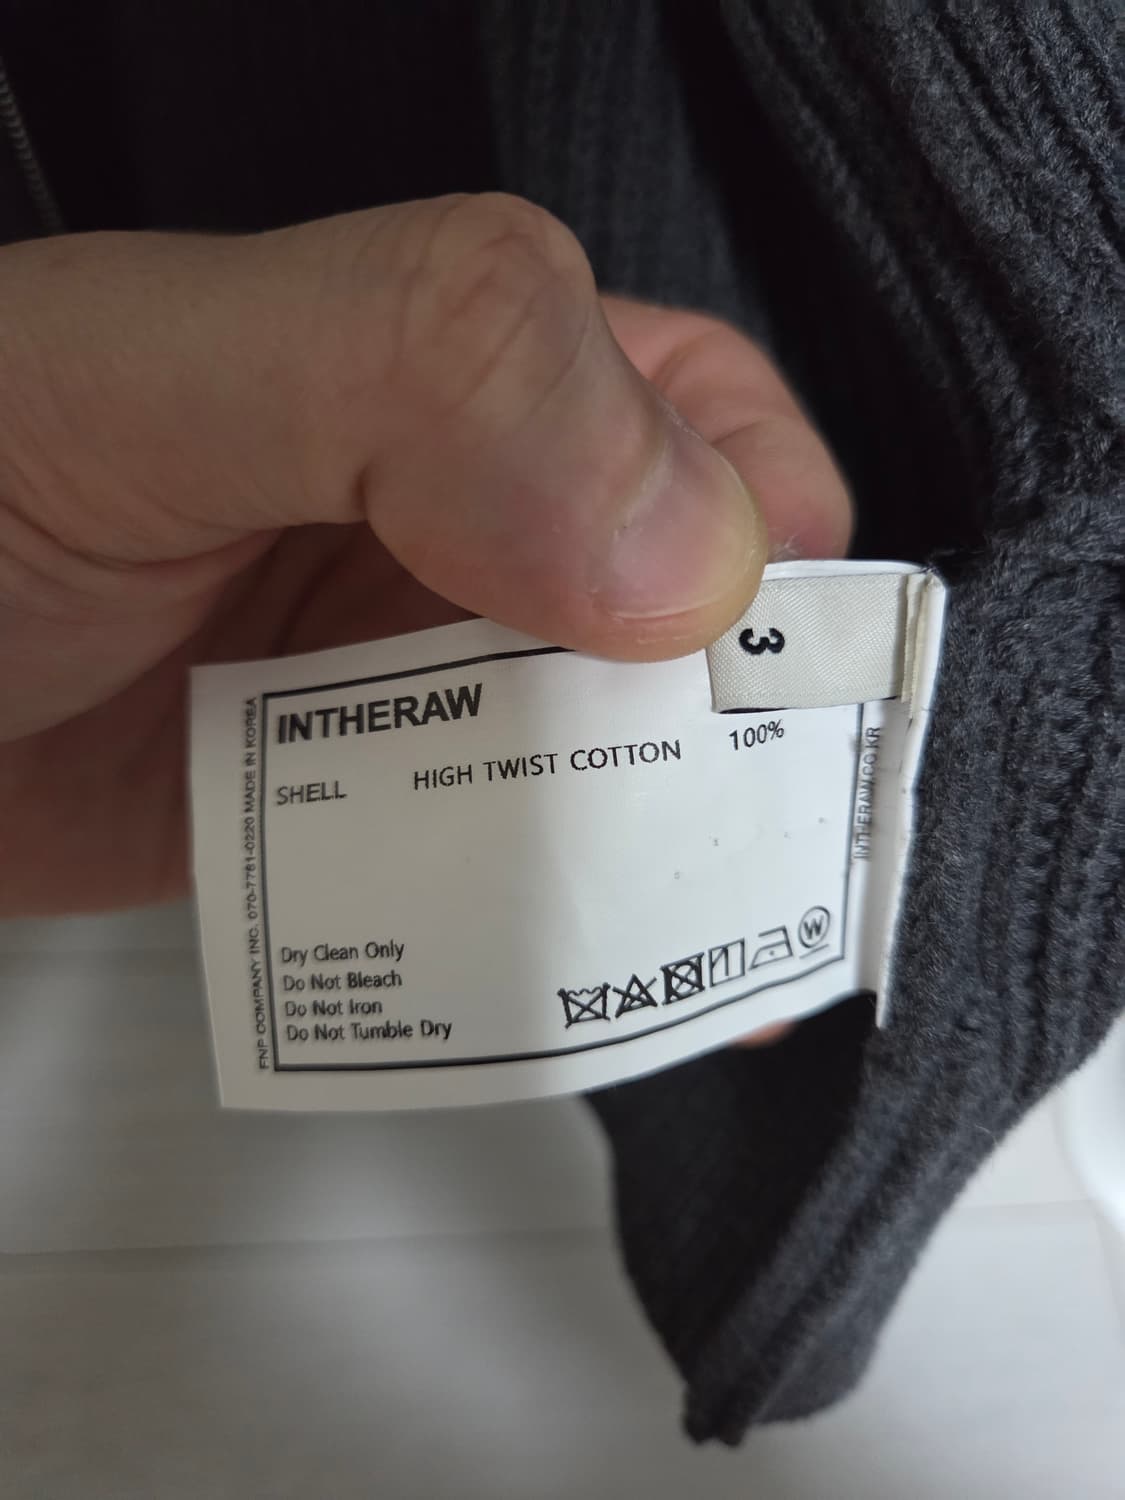 3
INTHERAW
SHELL HIGH TWIST COTTON 100%
Dry Clean Only
Do Not Bleach
Do Not Iron
Do Not Tumble Dry
W
FNP COMPANY INC. 070-7781-0220 MADE IN KOREA
INTHERAW.CO.KR